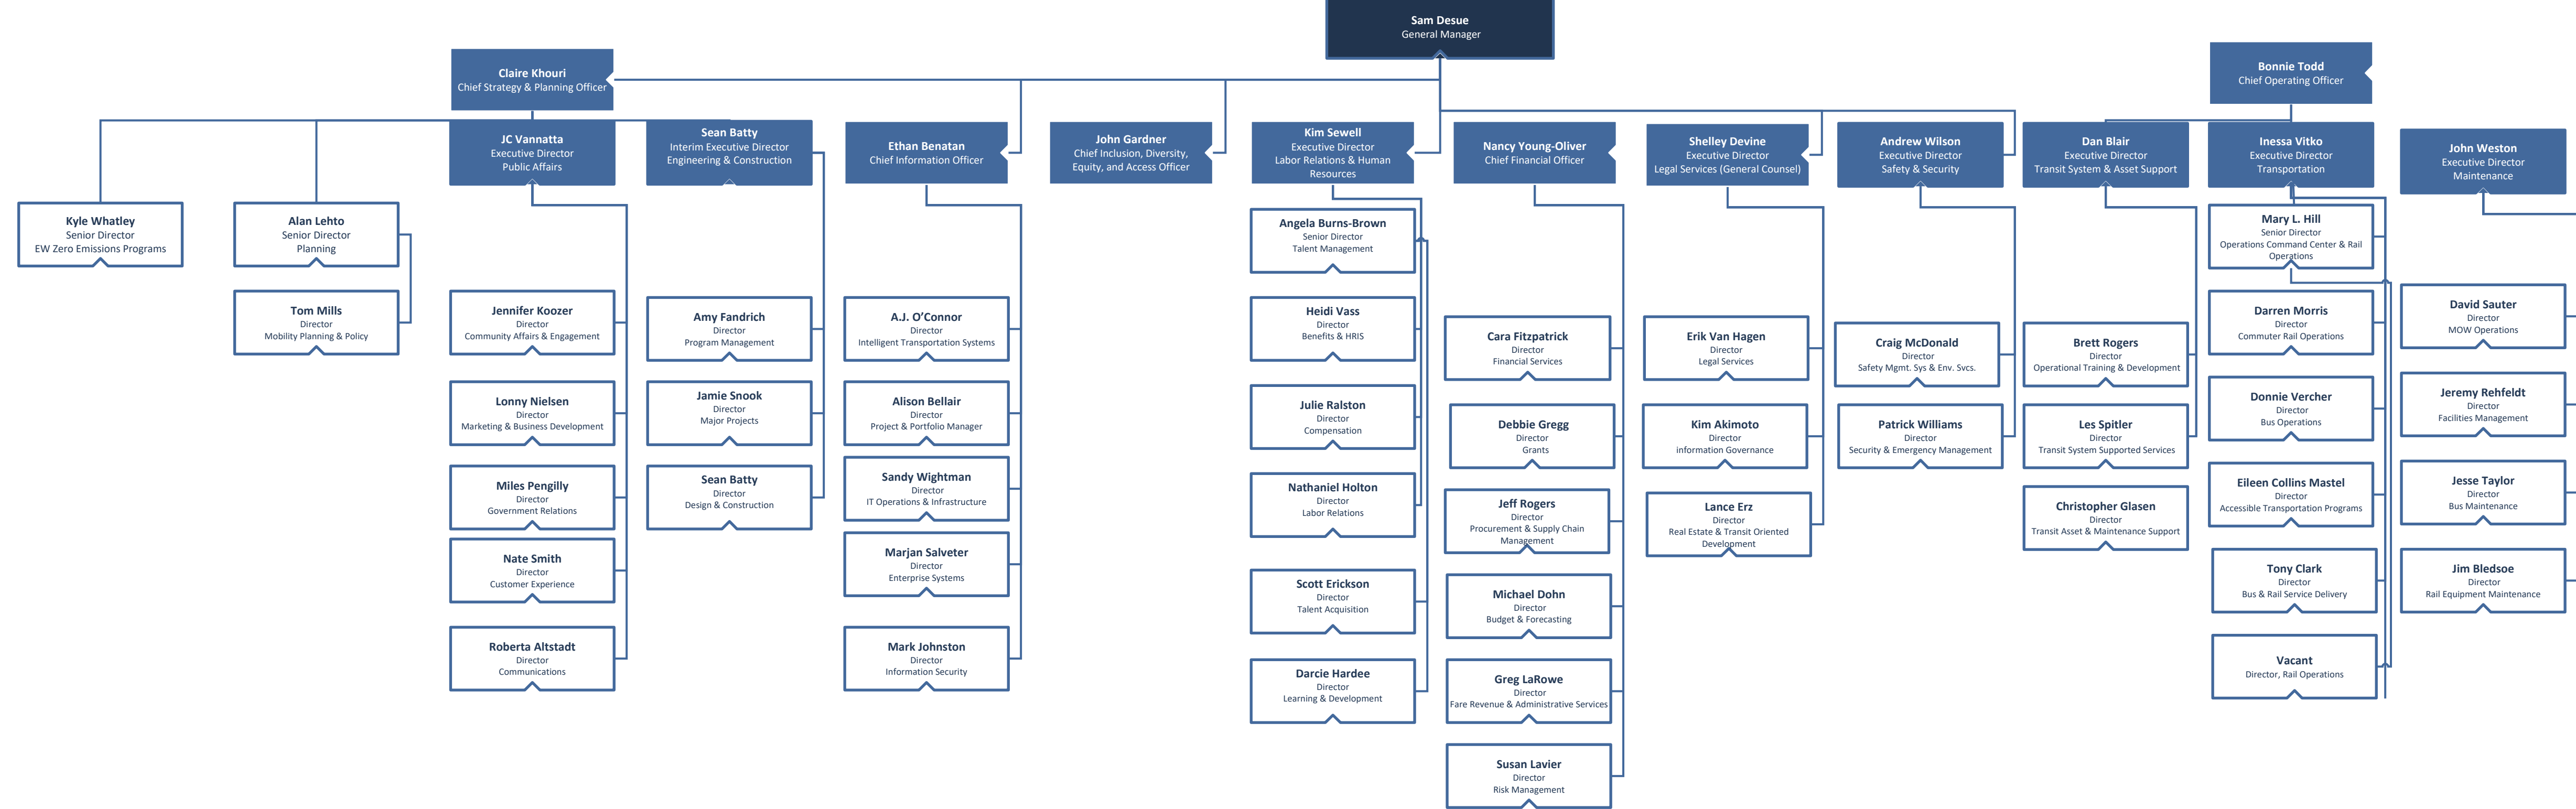 Sam Desue
General Manager
Claire Khouri
Chief Strategy & Planning Officer
Bonnie Todd
Chief Operating Officer
JC Vannatta
Executive Director
Public Affairs
Sean Batty
Interim Executive Director
Engineering & Construction
Ethan Benatan
Chief Information Officer
John Gardner
Chief Inclusion, Diversity,
Equity, and Access Officer
Kim Sewell
Executive Director
Labor Relations & Human
Resources
Nancy Young-Oliver
Chief Financial Officer
Shelley Devine
Executive Director
Legal Services (General Counsel)
Andrew Wilson
Executive Director
Safety & Security
Dan Blair
Executive Director
Transit System & Asset Support
Inessa Vitko
Executive Director
Transportation
John Weston
Executive Director
Maintenance
Kyle Whatley
Senior Director
EW Zero Emissions Programs
Alan Lehto
Senior Director
Planning
Tom Mills
Director
Mobility Planning & Policy
Jennifer Koozer
Director
Community Affairs & Engagement
Lonny Nielsen
Director
Marketing & Business Development
Miles Pengilly
Director
Government Relations
Nate Smith
Director
Customer Experience
Roberta Altstadt
Director
Communications
Amy Fandrich
Director
Program Management
Jamie Snook
Director
Major Projects
Sean Batty
Director
Design & Construction
A.J. O’Connor
Director
Intelligent Transportation Systems
Alison Bellair
Director
Project & Portfolio Manager
Sandy Wightman
Director
IT Operations & Infrastructure
Marjan Salveter
Director
Enterprise Systems
Mark Johnston
Director
Information Security
Angela Burns-Brown
Senior Director
Talent Management
Heidi Vass
Director
Benefits & HRIS
Julie Ralston
Director
Compensation
Nathaniel Holton
Director
Labor Relations
Scott Erickson
Director
Talent Acquisition
Darcie Hardee
Director
Learning & Development
Cara Fitzpatrick
Director
Financial Services
Debbie Gregg
Director
Grants
Jeff Rogers
Director
Procurement & Supply Chain
Management
Michael Dohn
Director
Budget & Forecasting
Greg LaRowe
Director
Fare Revenue & Administrative Services
Susan Lavier
Director
Risk Management
Erik Van Hagen
Director
Legal Services
Kim Akimoto
Director
information Governance
Lance Erz
Director
Real Estate & Transit Oriented
Development
Craig McDonald
Director
Safety Mgmt. Sys & Env. Svcs.
Patrick Williams
Director
Security & Emergency Management
Brett Rogers
Director
Operational Training & Development
Les Spitler
Director
Transit System Supported Services
Christopher Glasen
Director
Transit Asset & Maintenance Support
Mary L. Hill
Senior Director
Operations Command Center & Rail
Operations
Darren Morris
Director
Commuter Rail Operations
Donnie Vercher
Director
Bus Operations
Eileen Collins Mastel
Director
Accessible Transportation Programs
Tony Clark
Director
Bus & Rail Service Delivery
Vacant
Director, Rail Operations
David Sauter
Director
MOW Operations
Jeremy Rehfeldt
Director
Facilities Management
Jesse Taylor
Director
Bus Maintenance
Jim Bledsoe
Director
Rail Equipment Maintenance